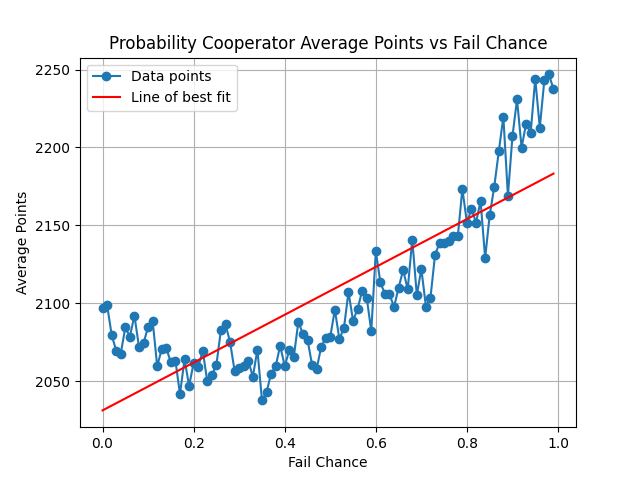 Probability Cooperator Average Points vs Fail Chance
Data points
Line of best fit
2250
2200
2150
2100
2050
Average Points
0.0 0.2 0.4 0.6 0.8 1.0
Fail Chance